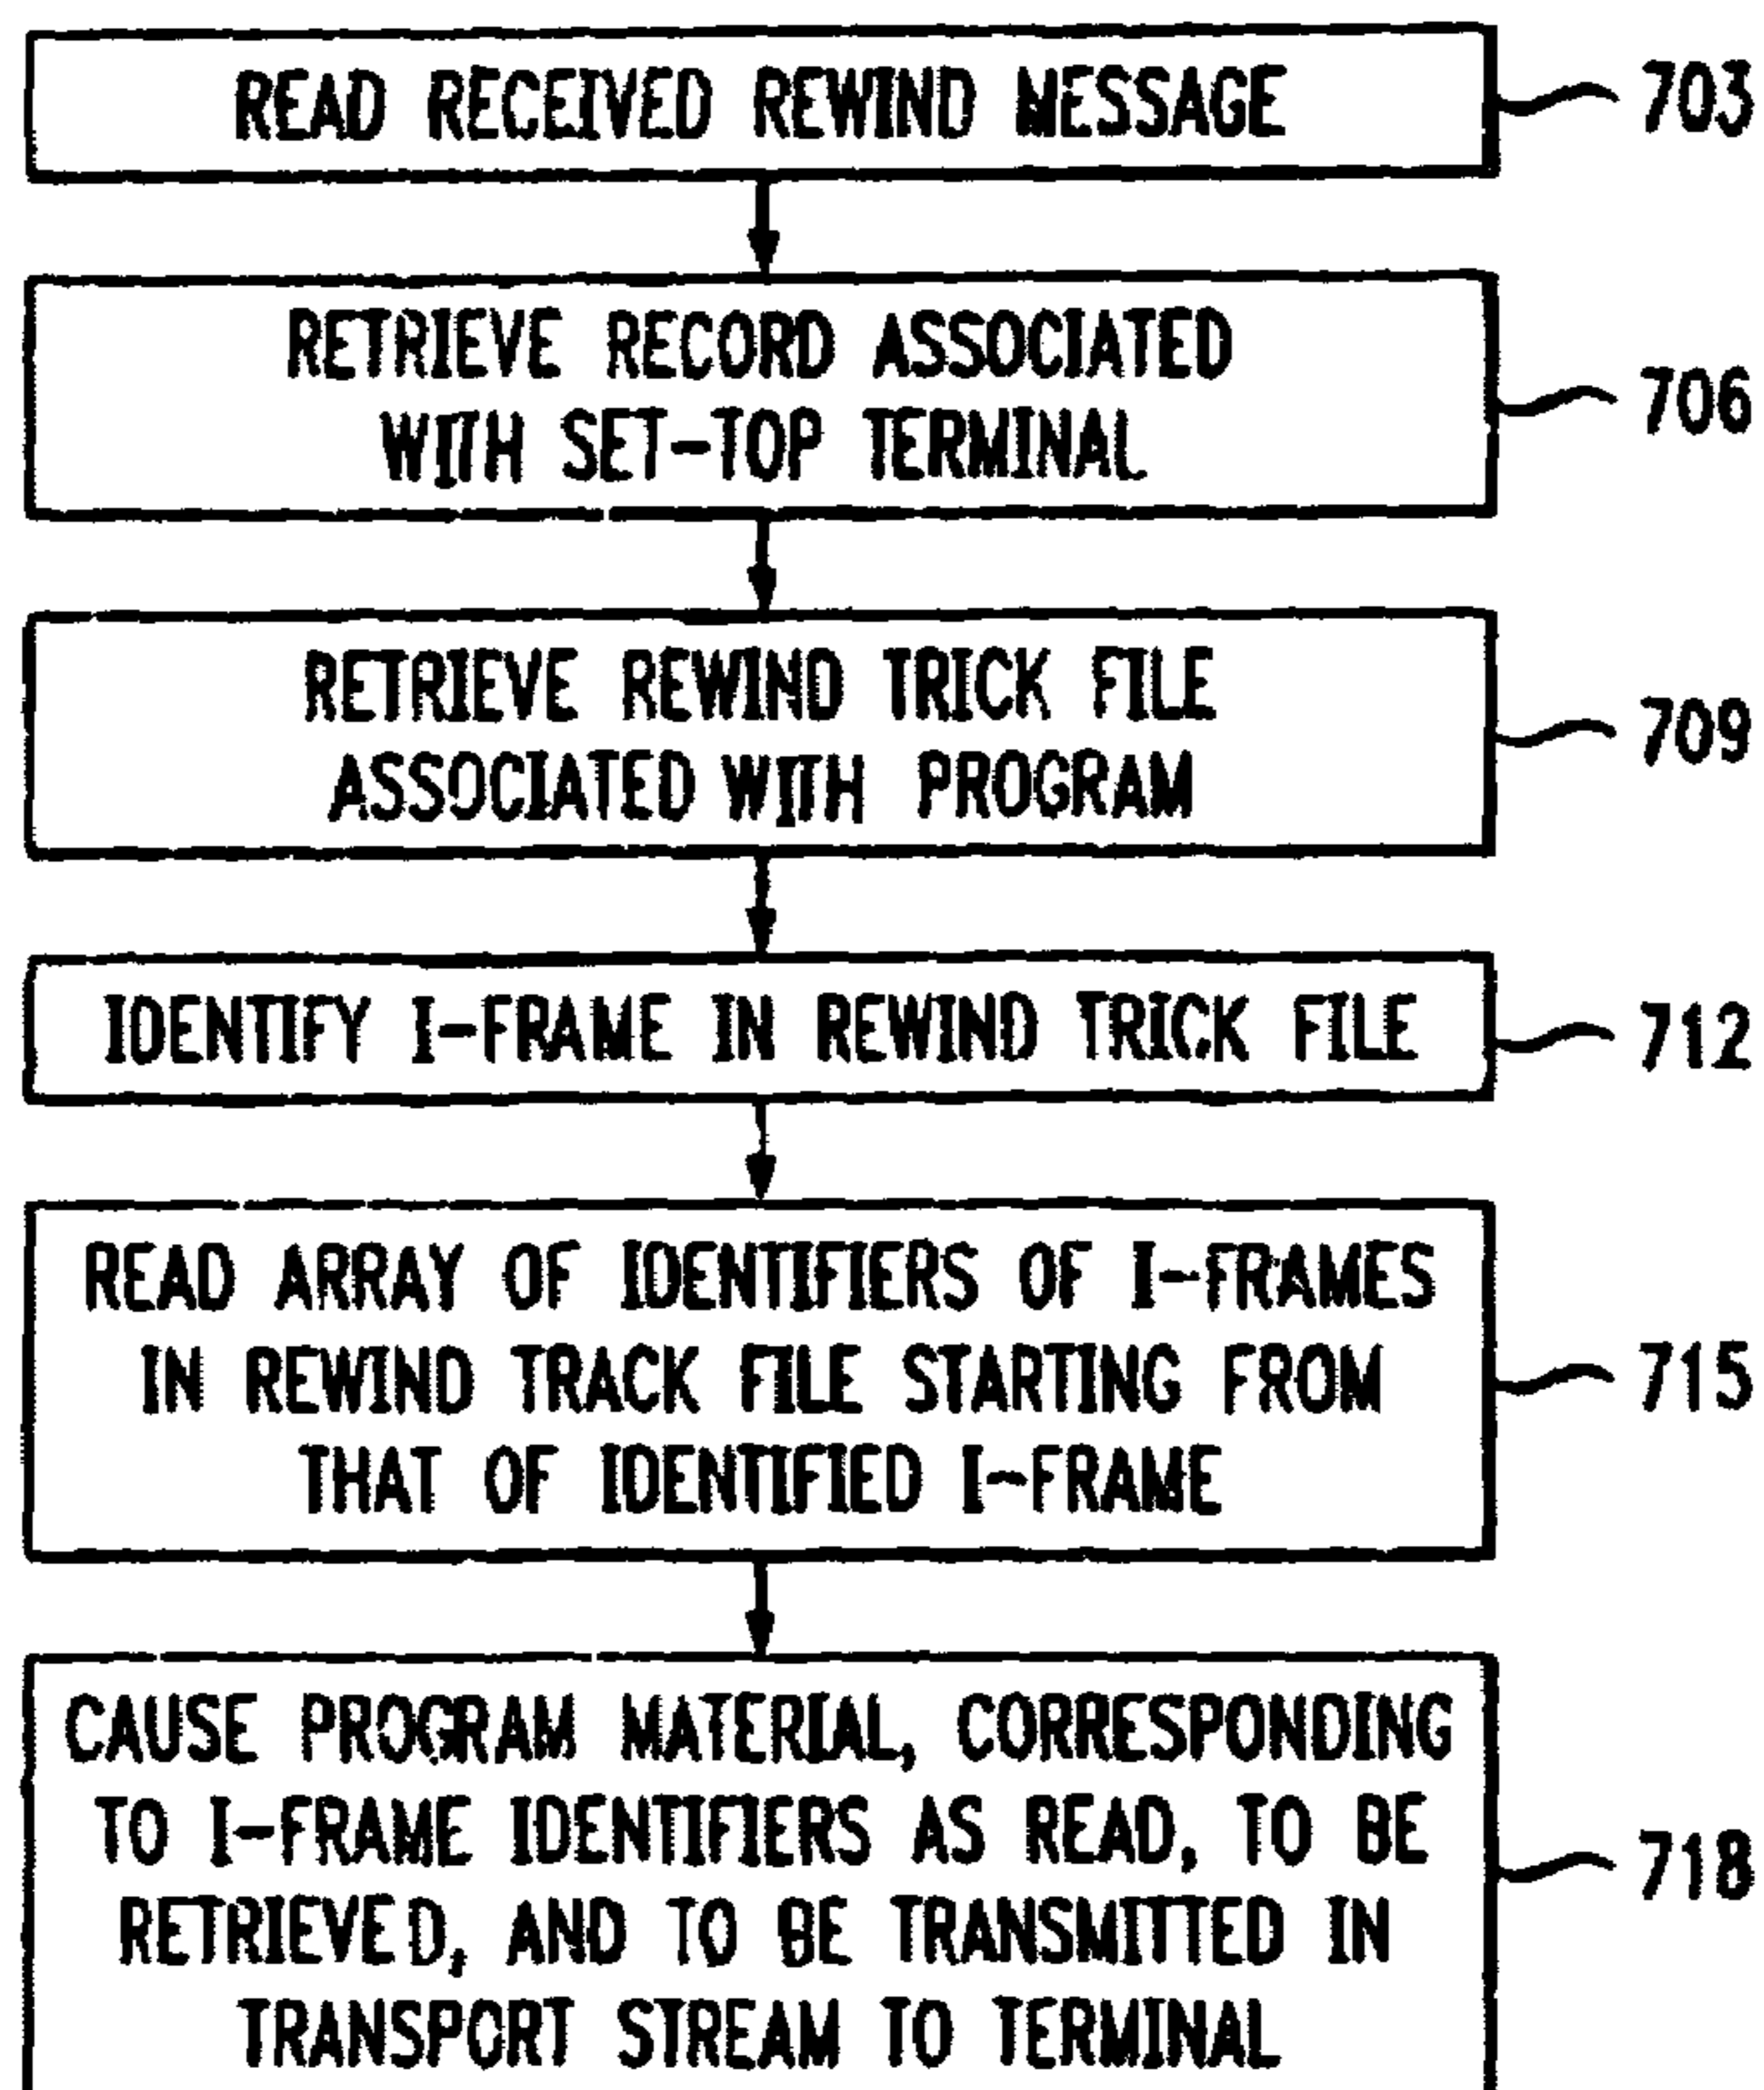 READ RECEIVED REWIND MESSAGE
703
RETRIEVE RECORD ASSOCIATED
WITH SET-TOP TERMINAL
706
RETRIEVE REWIND TRICK FILE
ASSOCIATED WITH PROGRAM
709
IDENTIFY I-FRAME IN REWIND TRICK FILE
712
READ ARRAY OF IDENTIFIERS OF I-FRAMES
IN REWIND TRACK FILE STARTING FROM
THAT OF IDENTIFIED I-FRAME
715
CAUSE PROGRAM MATERIAL, CORRESPONDING
TO I-FRAME IDENTIFIERS AS READ, TO BE
RETRIEVED, AND TO BE TRANSMITTED IN
TRANSPORT STREAM TO TERMINAL
718